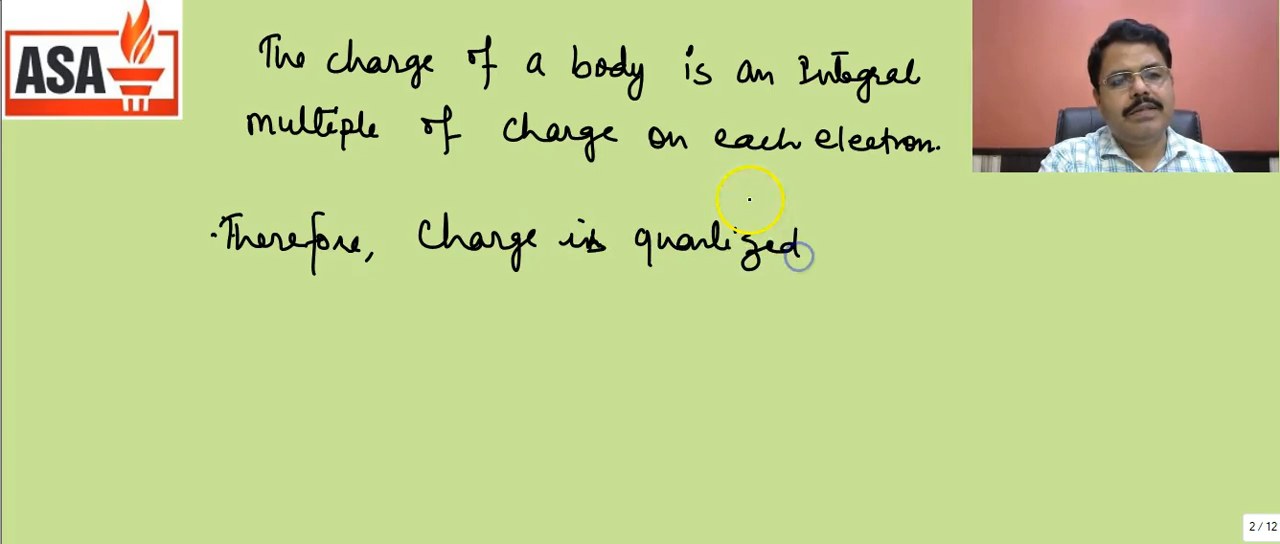 ASA
The charge of a body is an Integral
multiple of charge on each electron.
Therefore, Charge is quantized
2 / 12